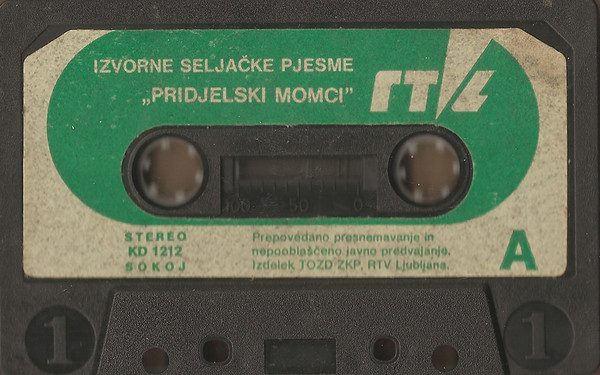 IZVORNE SELJAČKE PJESME
„PRIDJELSKI MOMCI”
RTVL
100 50 0
STEREO
KD 1212
SOKOJ
Prepovedano presnemavanje in
nepooblaščeno javno predvajanje.
Izdelek TOZD ZKP, RTV Ljubljana.
A
1 1